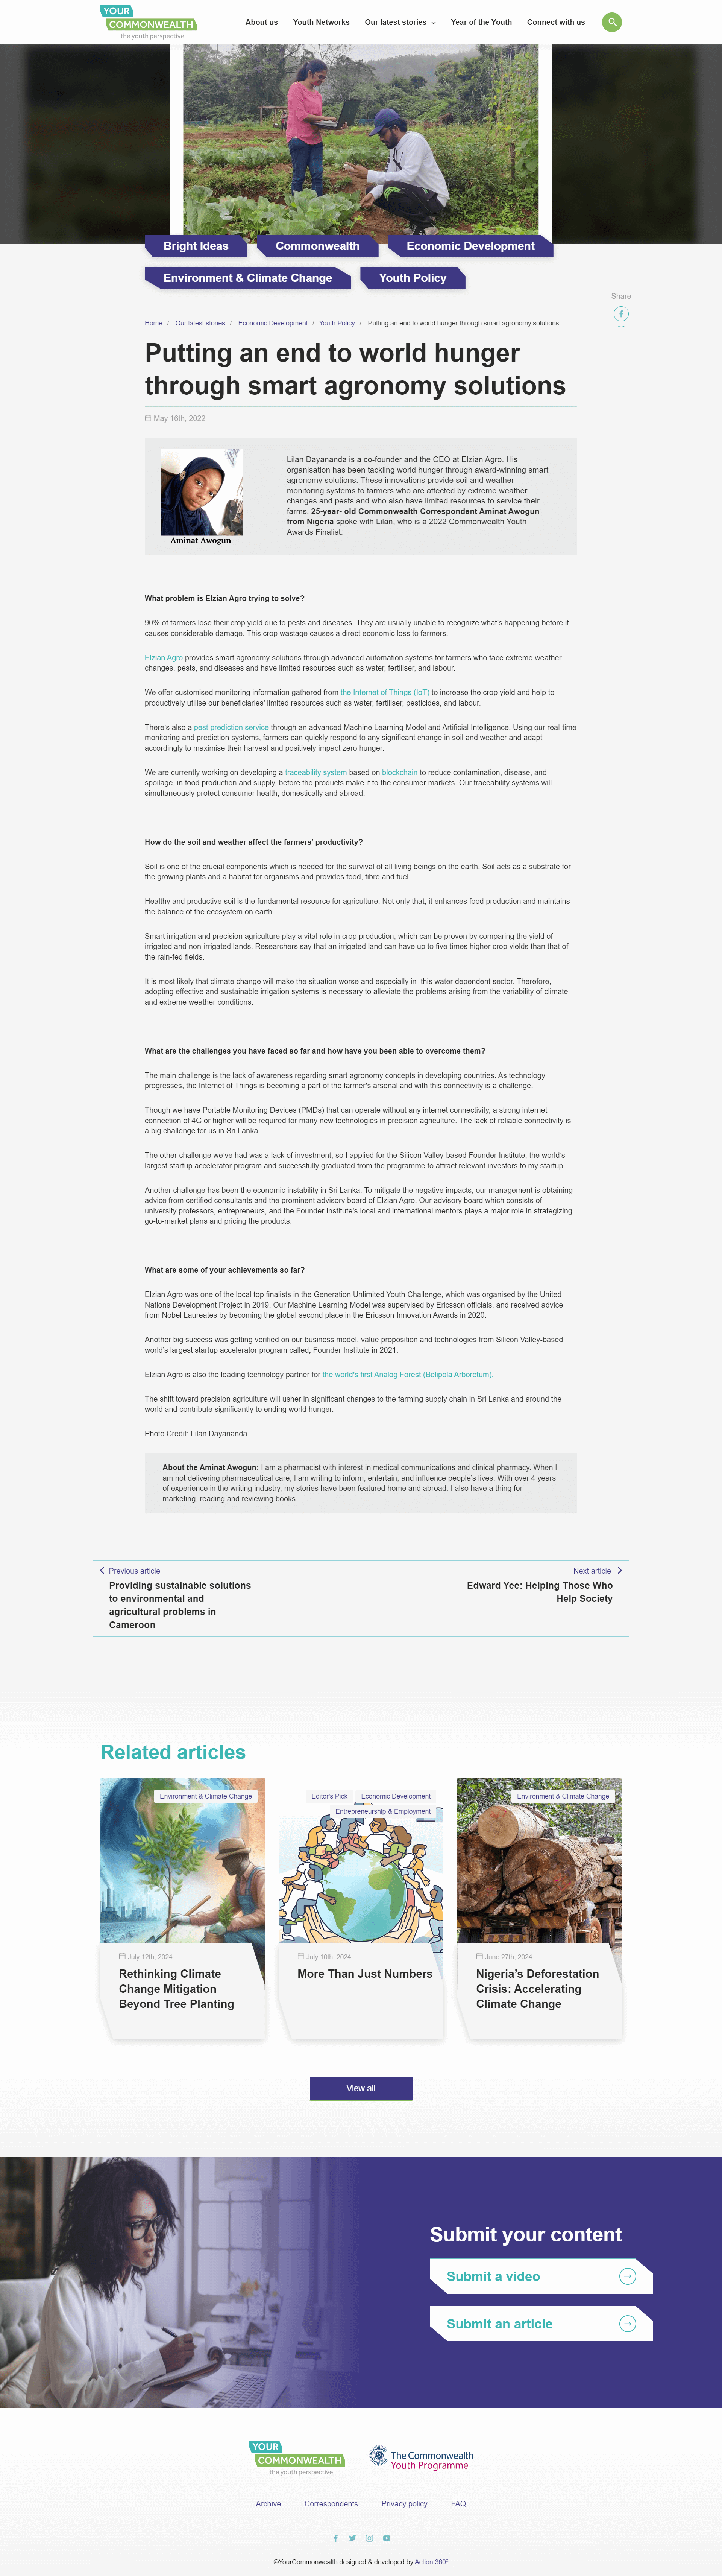 YOUR
COMMONWEALTH
the youth perspective
About us
Youth Networks
Our latest stories
Year of the Youth
Connect with us
Bright Ideas
Commonwealth
Economic Development
Environment & Climate Change
Youth Policy
Share
Home / Our latest stories / Economic Development / Youth Policy / Putting an end to world hunger through smart agronomy solutions
Putting an end to world hunger
through smart agronomy solutions
May 16th, 2022
Aminat Awogun
Lilan Dayananda is a co-founder and the CEO at Elzian Agro. His
organisation has been tackling world hunger through award-winning smart
agronomy solutions. These innovations provide soil and weather
monitoring systems to farmers who are affected by extreme weather
changes and pests and who also have limited resources to service their
farms. 25-year- old Commonwealth Correspondent Aminat Awogun
from Nigeria spoke with Lilan, who is a 2022 Commonwealth Youth
Awards Finalist.
What problem is Elzian Agro trying to solve?
90% of farmers lose their crop yield due to pests and diseases. They are usually unable to recognize what's happening before it
causes considerable damage. This crop wastage causes a direct economic loss to farmers.
Elzian Agro provides smart agronomy solutions through advanced automation systems for farmers who face extreme weather
changes, pests, and diseases and have limited resources such as water, fertiliser, and labour.
We offer customised monitoring information gathered from the Internet of Things (IoT) to increase the crop yield and help to
productively utilise our beneficiaries' limited resources such as water, fertiliser, pesticides, and labour.
There's also a pest prediction service through an advanced Machine Learning Model and Artificial Intelligence. Using our real-time
monitoring and prediction systems, farmers can quickly respond to any significant change in soil and weather and adapt
accordingly to maximise their harvest and positively impact zero hunger.
We are currently working on developing a traceability system based on blockchain to reduce contamination, disease, and
spoilage, in food production and supply, before the products make it to the consumer markets. Our traceability systems will
simultaneously protect consumer health, domestically and abroad.
How do the soil and weather affect the farmers' productivity?
Soil is one of the crucial components which is needed for the survival of all living beings on the earth. Soil acts as a substrate for
the growing plants and a habitat for organisms and provides food, fibre and fuel.
Healthy and productive soil is the fundamental resource for agriculture. Not only that, it enhances food production and maintains
the balance of the ecosystem on earth.
Smart irrigation and precision agriculture play a vital role in crop production, which can be proven by comparing the yield of
irrigated and non-irrigated lands. Researchers say that an irrigated land can have up to five times higher crop yields than that of
the rain-fed fields.
It is most likely that climate change will make the situation worse and especially in this water dependent sector. Therefore,
adopting effective and sustainable irrigation systems is necessary to alleviate the problems arising from the variability of climate
and extreme weather conditions.
What are the challenges you have faced so far and how have you been able to overcome them?
The main challenge is the lack of awareness regarding smart agronomy concepts in developing countries. As technology
progresses, the Internet of Things is becoming a part of the farmer's arsenal and with this connectivity is a challenge.
Though we have Portable Monitoring Devices (PMDs) that can operate without any internet connectivity, a strong internet
connection of 4G or higher will be required for many new technologies in precision agriculture. The lack of reliable connectivity is
a big challenge for us in Sri Lanka.
The other challenge we've had was a lack of investment, so I applied for the Silicon Valley-based Founder Institute, the world's
largest startup accelerator program and successfully graduated from the programme to attract relevant investors to my startup.
Another challenge has been the economic instability in Sri Lanka. To mitigate the negative impacts, our management is obtaining
advice from certified consultants and the prominent advisory board of Elzian Agro. Our advisory board which consists of
university professors, entrepreneurs, and the Founder Institute's local and international mentors plays a major role in strategizing
go-to-market plans and pricing the products.
What are some of your achievements so far?
Elzian Agro was one of the local top finalists in the Generation Unlimited Youth Challenge, which was organised by the United
Nations Development Project in 2019. Our Machine Learning Model was supervised by Ericsson officials, and received advice
from Nobel Laureates by becoming the global second place in the Ericsson Innovation Awards in 2020.
Another big success was getting verified on our business model, value proposition and technologies from Silicon Valley-based
world's largest startup accelerator program called, Founder Institute in 2021.
Elzian Agro is also the leading technology partner for the world's first Analog Forest (Belipola Arboretum).
The shift toward precision agriculture will usher in significant changes to the farming supply chain in Sri Lanka and around the
world and contribute significantly to ending world hunger.
Photo Credit: Lilan Dayananda
About the Aminat Awogun: I am a pharmacist with interest in medical communications and clinical pharmacy. When I
am not delivering pharmaceutical care, I am writing to inform, entertain, and influence people's lives. With over 4 years
of experience in the writing industry, my stories have been featured home and abroad. I also have a thing for
marketing, reading and reviewing books.
Previous article
Providing sustainable solutions
to environmental and
agricultural problems in
Cameroon
Next article
Edward Yee: Helping Those Who
Help Society
Related articles
Environment & Climate Change
July 12th, 2024
Rethinking Climate
Change Mitigation
Beyond Tree Planting
Editor's Pick
Economic Development
Entrepreneurship & Employment
July 10th, 2024
More Than Just Numbers
Environment & Climate Change
June 27th, 2024
Nigeria's Deforestation
Crisis: Accelerating
Climate Change
View all
Submit your content
Submit a video
Submit an article
YOUR
COMMONWEALTH
the youth perspective
The Commonwealth
Youth Programme
Archive
Correspondents
Privacy policy
FAQ
©YourCommonwealth designed & developed by Action 360°